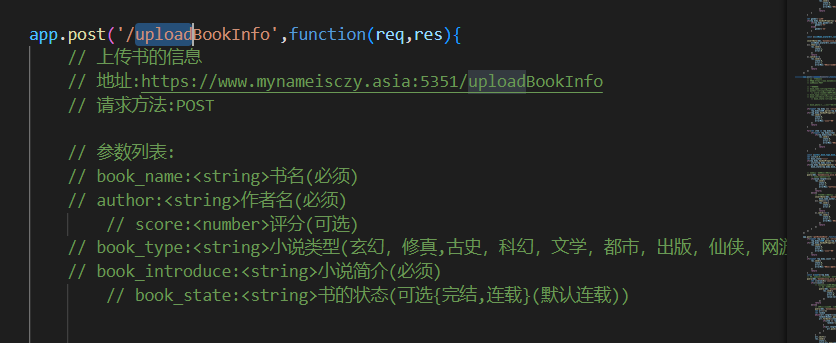 app.post('/uploadBookInfo',function(req,res){
// 上传书的信息
// 地址:https://www.mynameisczy.asia:5351/uploadBookInfo
// 请求方法:POST
// 参数列表:
// book_name:<string>书名(必须)
// author:<string>作者名(必须)
// score:<number>评分(可选)
// book_type:<string>小说类型(玄幻, 修真,古史, 科幻, 文学, 都市, 出版, 仙侠, 网游
// book_introduce:<string>小说简介(必须)
// book_state:<string>书的状态(可选{完结,连载}(默认连载))